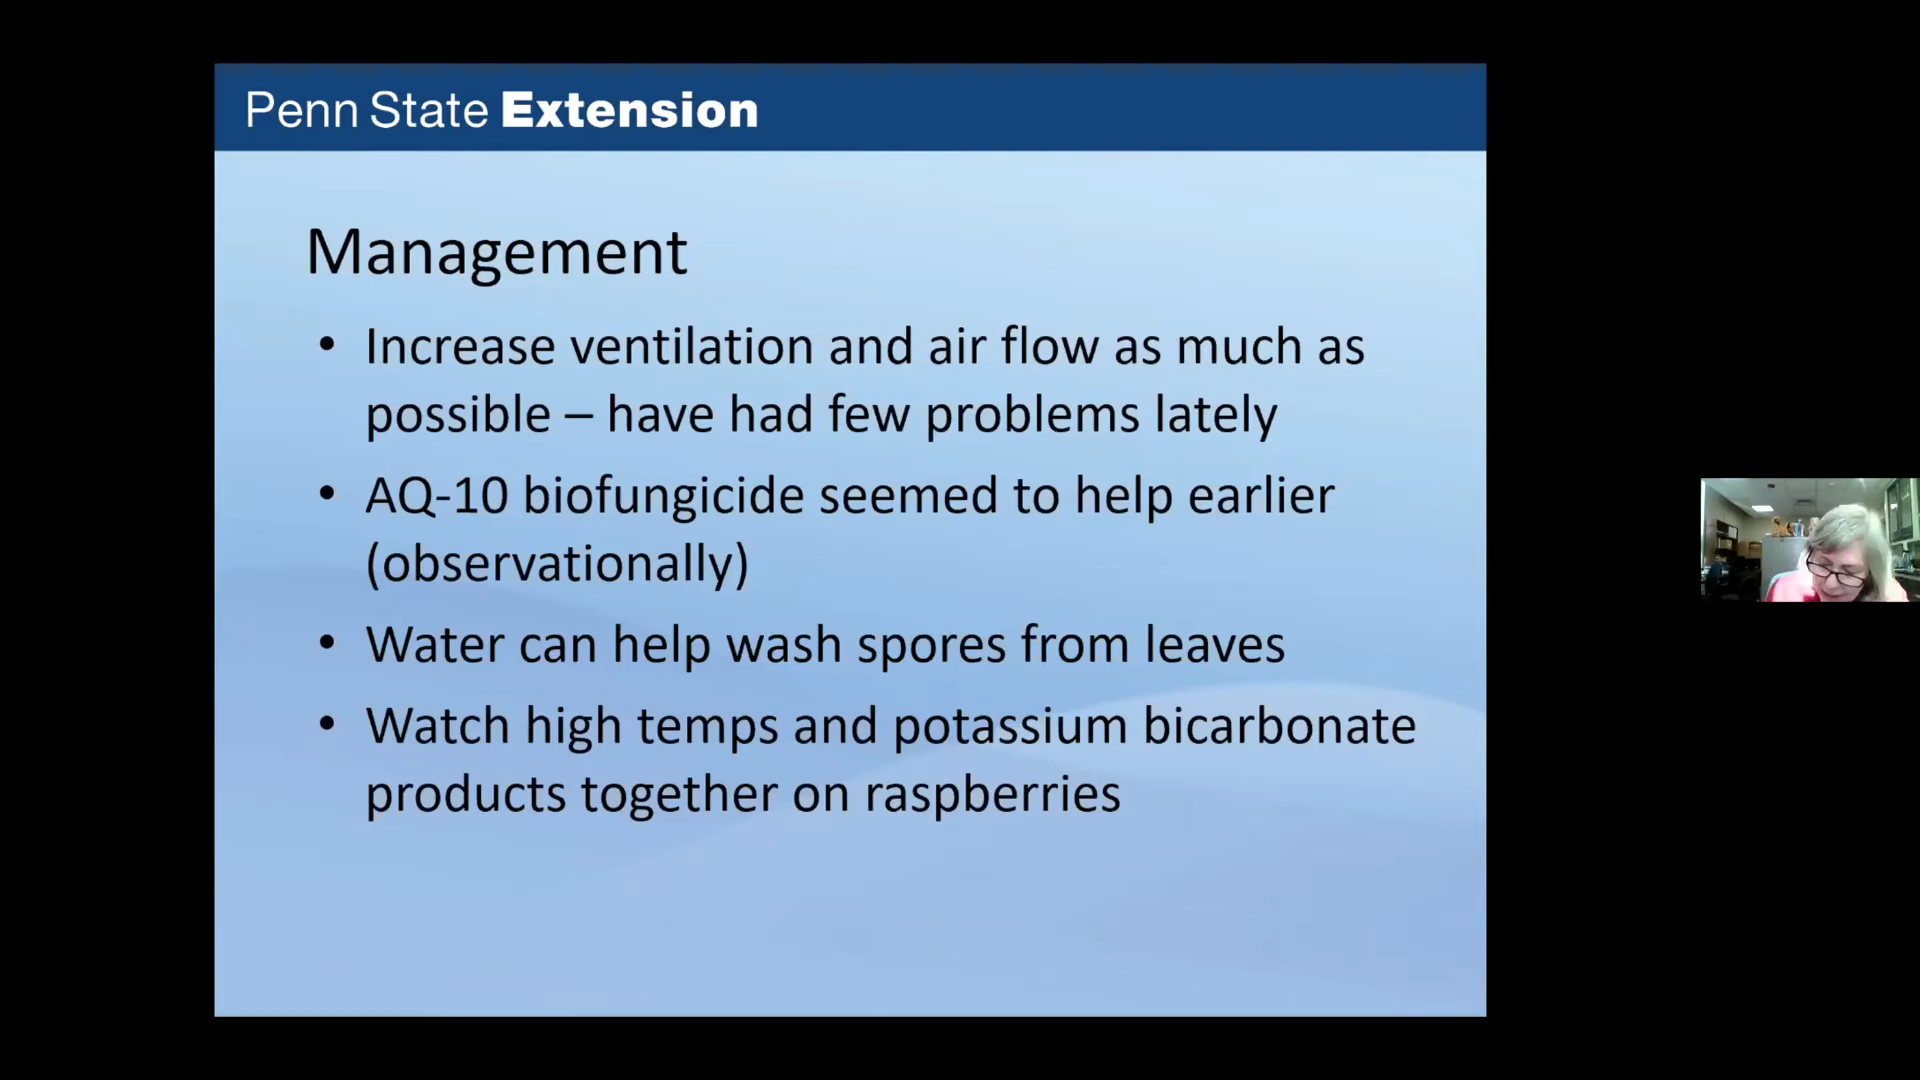 Penn State Extension
Management
• Increase ventilation and air flow as much as
possible – have had few problems lately
• AQ-10 biofungicide seemed to help earlier
(observationally)
• Water can help wash spores from leaves
• Watch high temps and potassium bicarbonate
products together on raspberries